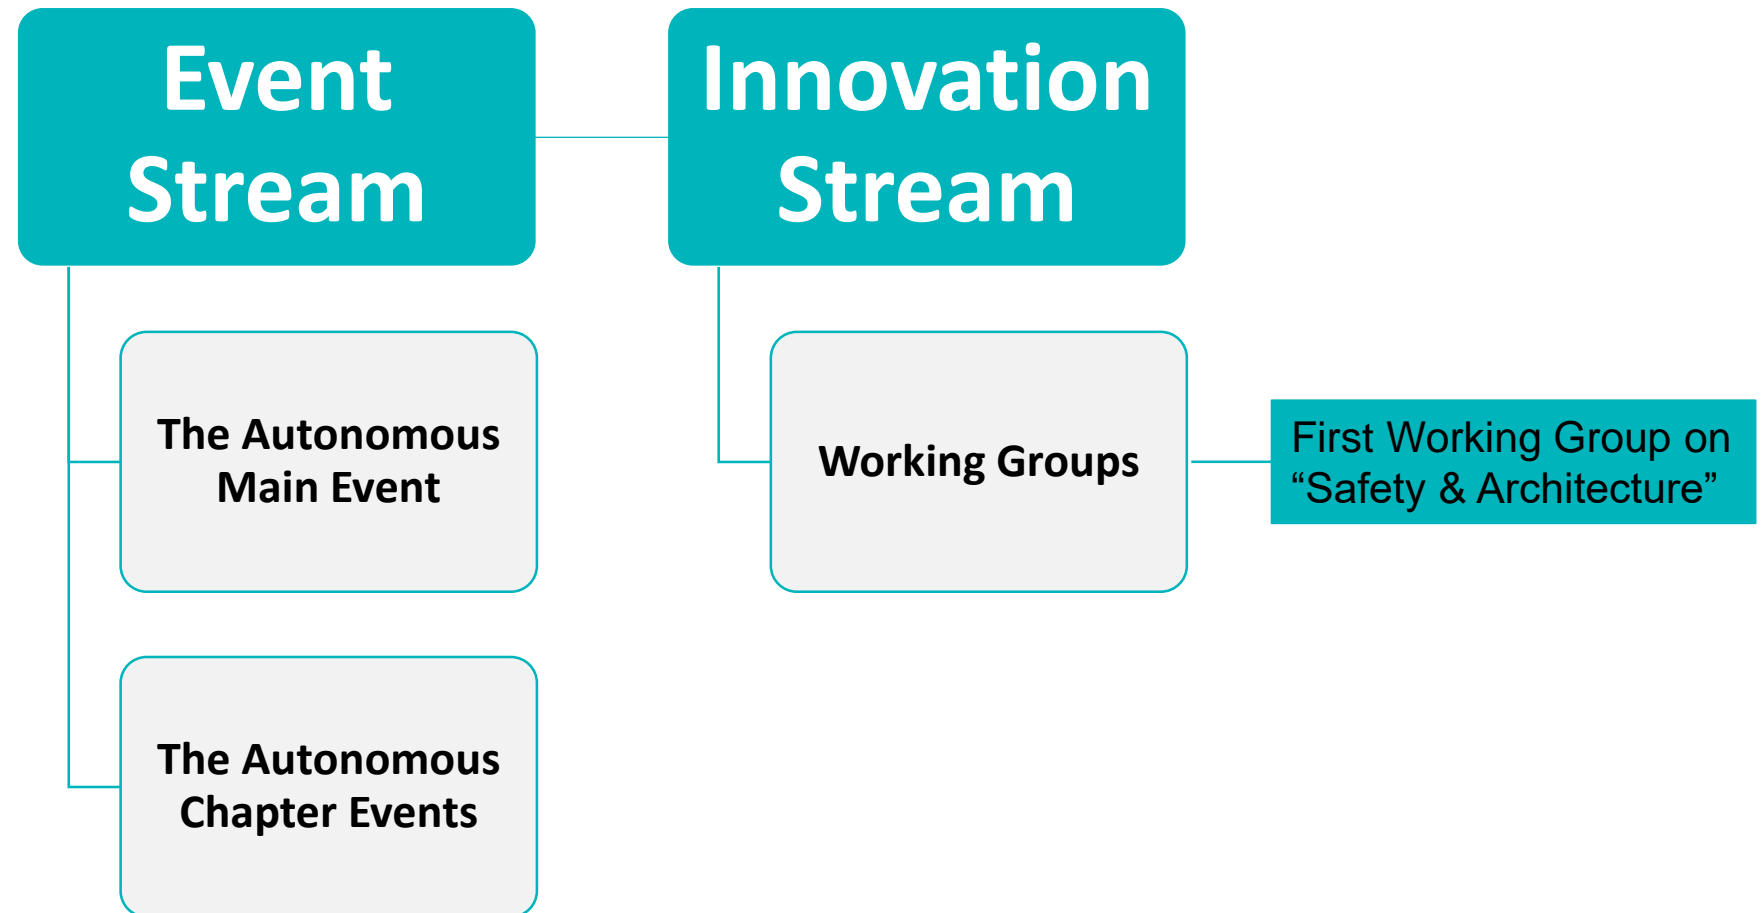 Event
Stream
Innovation
Stream
The Autonomous
Main Event
Working Groups
First Working Group on
“Safety & Architecture”
The Autonomous
Chapter Events